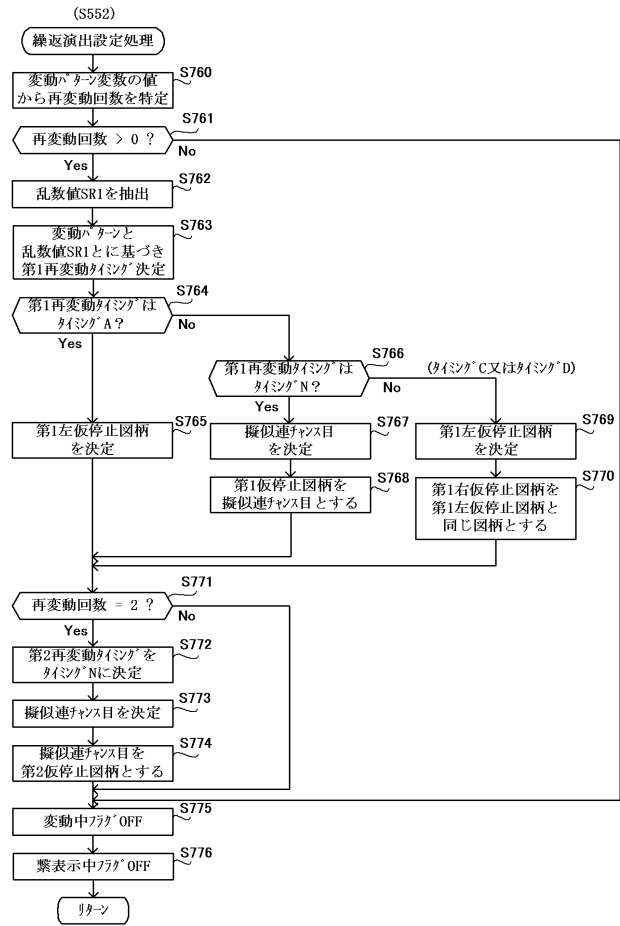 (S552)
繰返演出設定処理
S760
変動ﾊﾟﾀｰﾝ変数の値
から再変動回数を特定
S761
再変動回数 > 0 ?
No
Yes
S762
乱数値SR1を抽出
S763
変動ﾊﾟﾀｰﾝと
乱数値SR1とに基づき
第1再変動ﾀｲﾐﾝｸﾞ決定
S764
第1再変動ﾀｲﾐﾝｸﾞは
ﾀｲﾐﾝｸﾞA?
No
Yes
S766
第1再変動ﾀｲﾐﾝｸﾞは
ﾀｲﾐﾝｸﾞN?
(ﾀｲﾐﾝｸﾞC又はﾀｲﾐﾝｸﾞD)
No
Yes
S765
第1左仮停止図柄
を決定
S767
擬似連ﾁｬﾝｽ目
を決定
S769
第1左仮停止図柄
を決定
S768
第1仮停止図柄を
擬似連ﾁｬﾝｽ目とする
S770
第1右仮停止図柄を
第1左仮停止図柄と
同じ図柄とする
S771
再変動回数 = 2 ?
No
Yes
S772
第2再変動ﾀｲﾐﾝｸﾞを
ﾀｲﾐﾝｸﾞNに決定
S773
擬似連ﾁｬﾝｽ目を決定
S774
擬似連ﾁｬﾝｽ目を
第2仮停止図柄とする
S775
変動中ﾌﾗｸﾞOFF
S776
繋表示中ﾌﾗｸﾞOFF
ﾘﾀｰﾝ